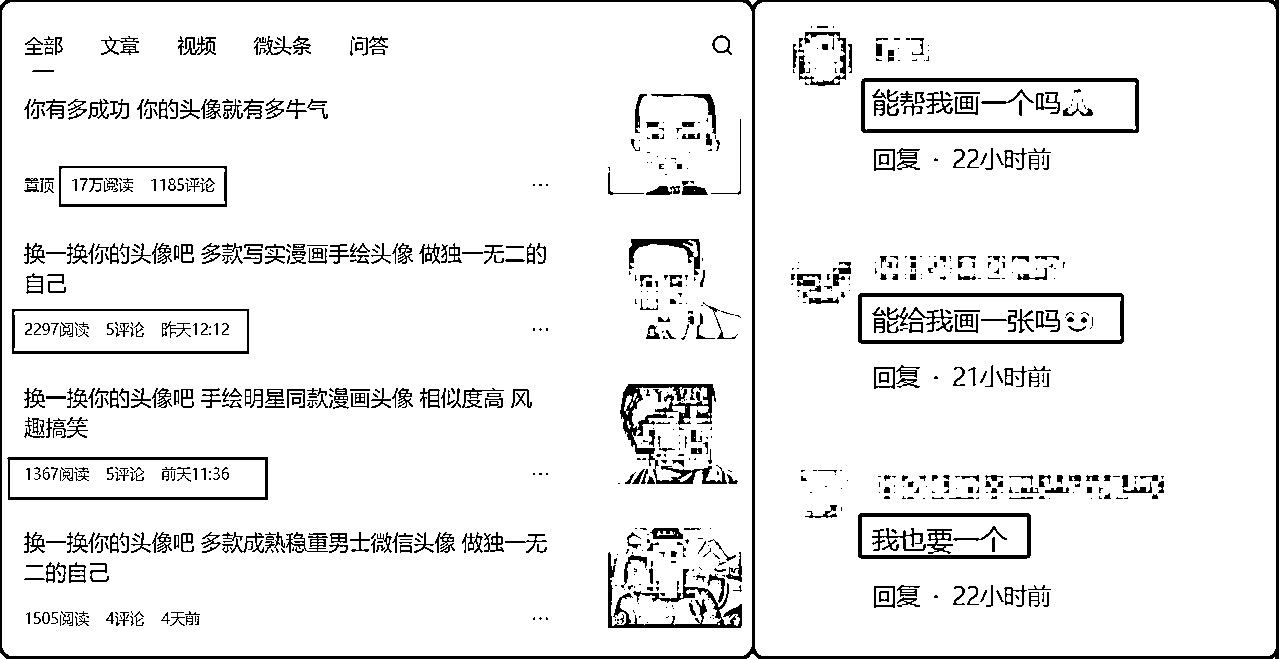 全部 文章 视频 微头条 问答
你有多成功 你的头像就有多牛气
置顶 17万阅读 1185评论
换一换你的头像吧 多款写实漫画手绘头像 做独一无二的
自己
2297阅读 5评论 昨天12:12
换一换你的头像吧 手绘明星同款漫画头像 相似度高 风
趣搞笑
1367阅读 5评论 前天11:36
换一换你的头像吧 多款成熟稳重男士微信头像 做独一无
二的自己
1505阅读 4评论 4天前
能帮我画一个吗🙏
回复 · 22小时前
能给我画一张吗🙂
回复 · 21小时前
我也要一个
回复 · 22小时前